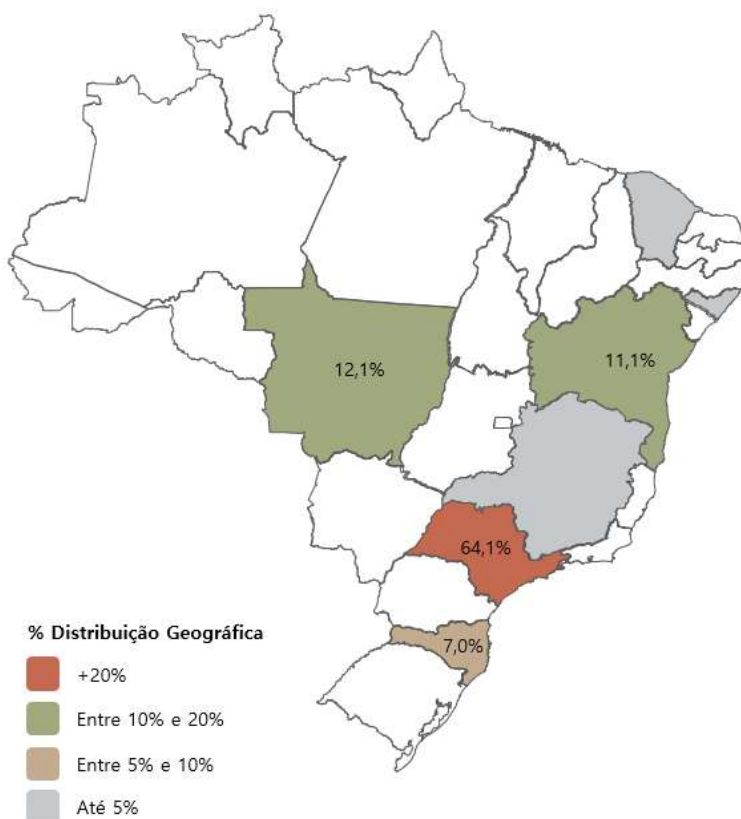 12,1%
11,1%
64,1%
7,0%
% Distribuição Geográfica
+20%
Entre 10% e 20%
Entre 5% e 10%
Até 5%